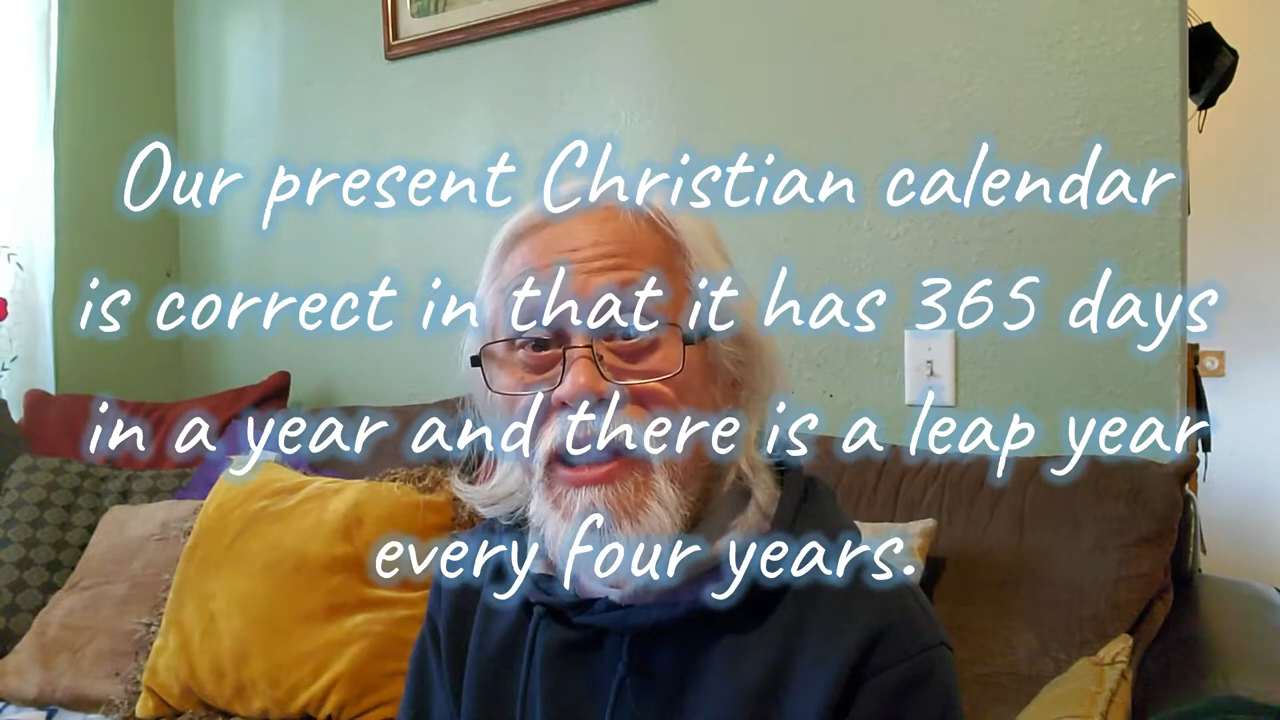 Our present Christian calendar
is correct in that it has 365 days
in a year and there is a leap year
every four years.